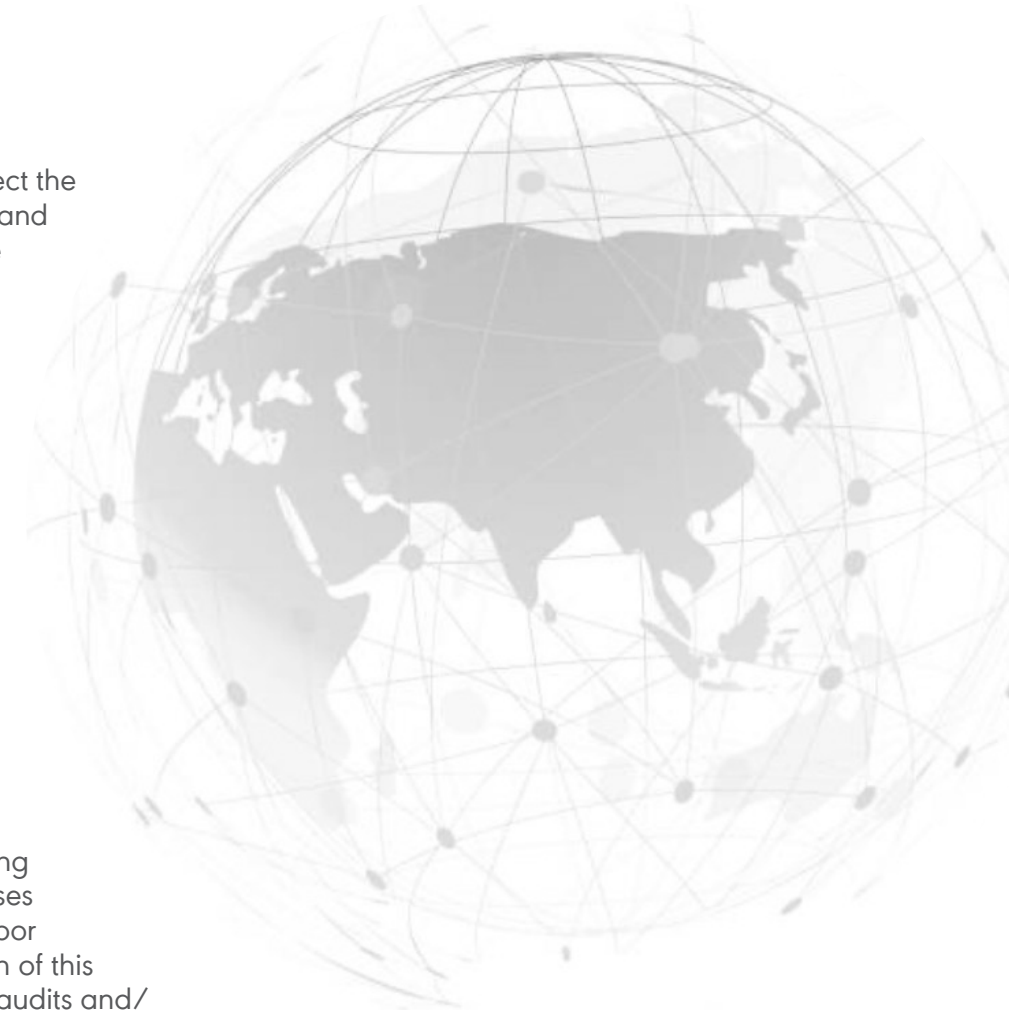 ect the
and
ng
ses
oor
n of this
audits and/